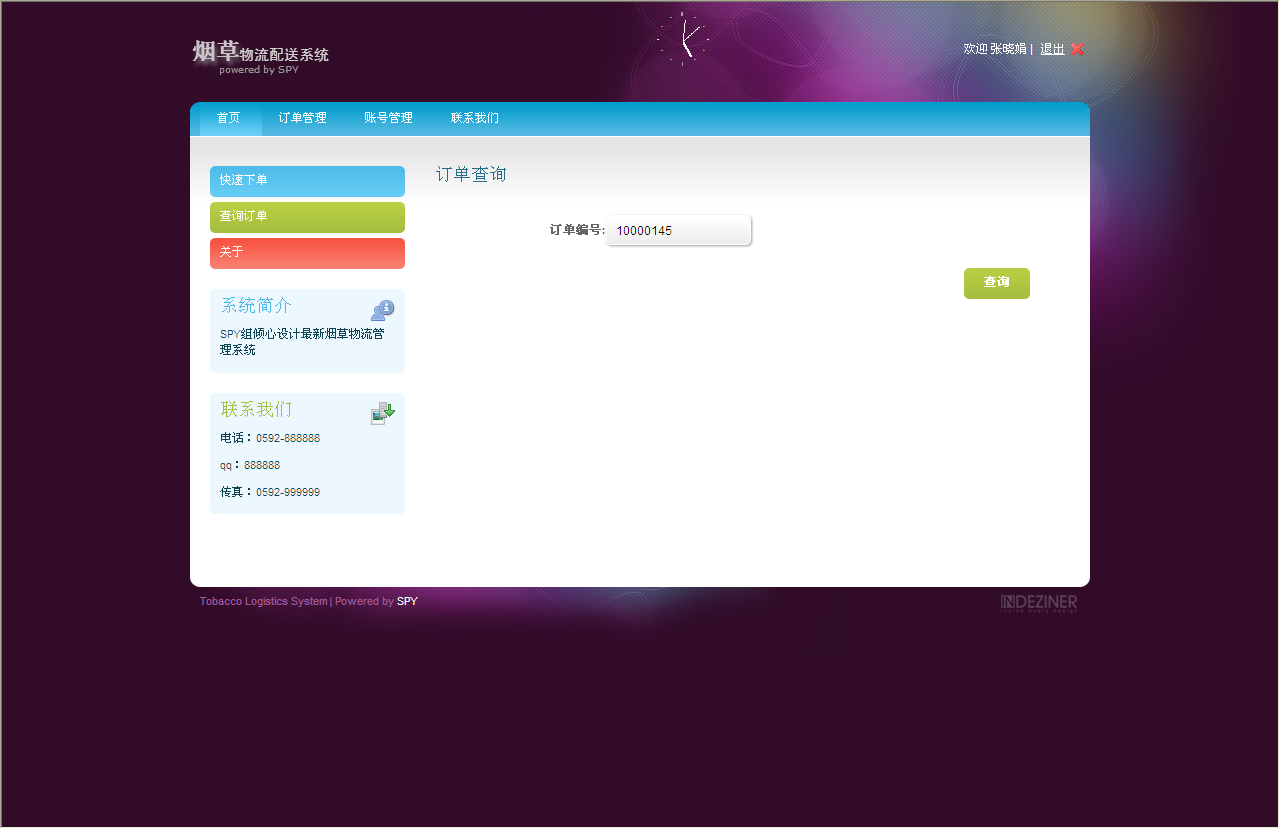 烟草物流配送系统
powered by SPY
欢迎 张晓娟 | 退出
首页 订单管理 账号管理 联系我们
快速下单
查询订单
关于
订单查询
订单编号: 10000145
查询
系统简介
SPY组倾心设计最新烟草物流管
理系统
联系我们
电话：0592-888888
qq：888888
传真：0592-999999
Tobacco Logistics System | Powered by SPY
INDEZINER
inside every design